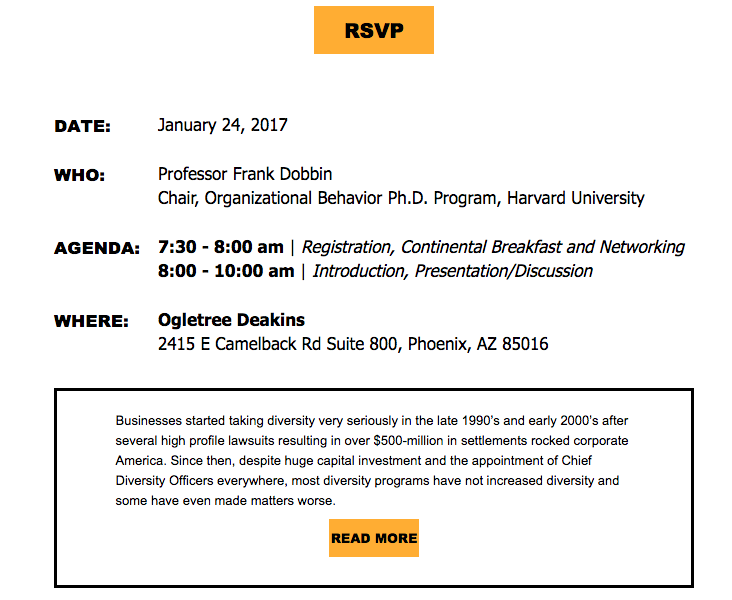 RSVP
DATE: January 24, 2017
WHO: Professor Frank Dobbin
Chair, Organizational Behavior Ph.D. Program, Harvard University
AGENDA: 7:30 - 8:00 am | Registration, Continental Breakfast and Networking
8:00 - 10:00 am | Introduction, Presentation/Discussion
WHERE: Ogletree Deakins
2415 E Camelback Rd Suite 800, Phoenix, AZ 85016
Businesses started taking diversity very seriously in the late 1990’s and early 2000’s after
several high profile lawsuits resulting in over $500-million in settlements rocked corporate
America. Since then, despite huge capital investment and the appointment of Chief
Diversity Officers everywhere, most diversity programs have not increased diversity and
some have even made matters worse.
READ MORE